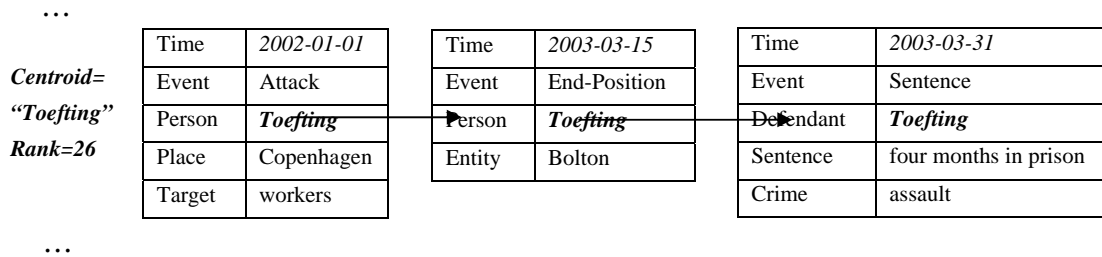 ...
Centroid=
“Toefting”
Rank=26
Time 2002-01-01
Event Attack
Person Toefting
Place Copenhagen
Target workers
Time 2003-03-15
Event End-Position
Person Toefting
Entity Bolton
Time 2003-03-31
Event Sentence
Defendant Toefting
Sentence four months in prison
Crime assault
...